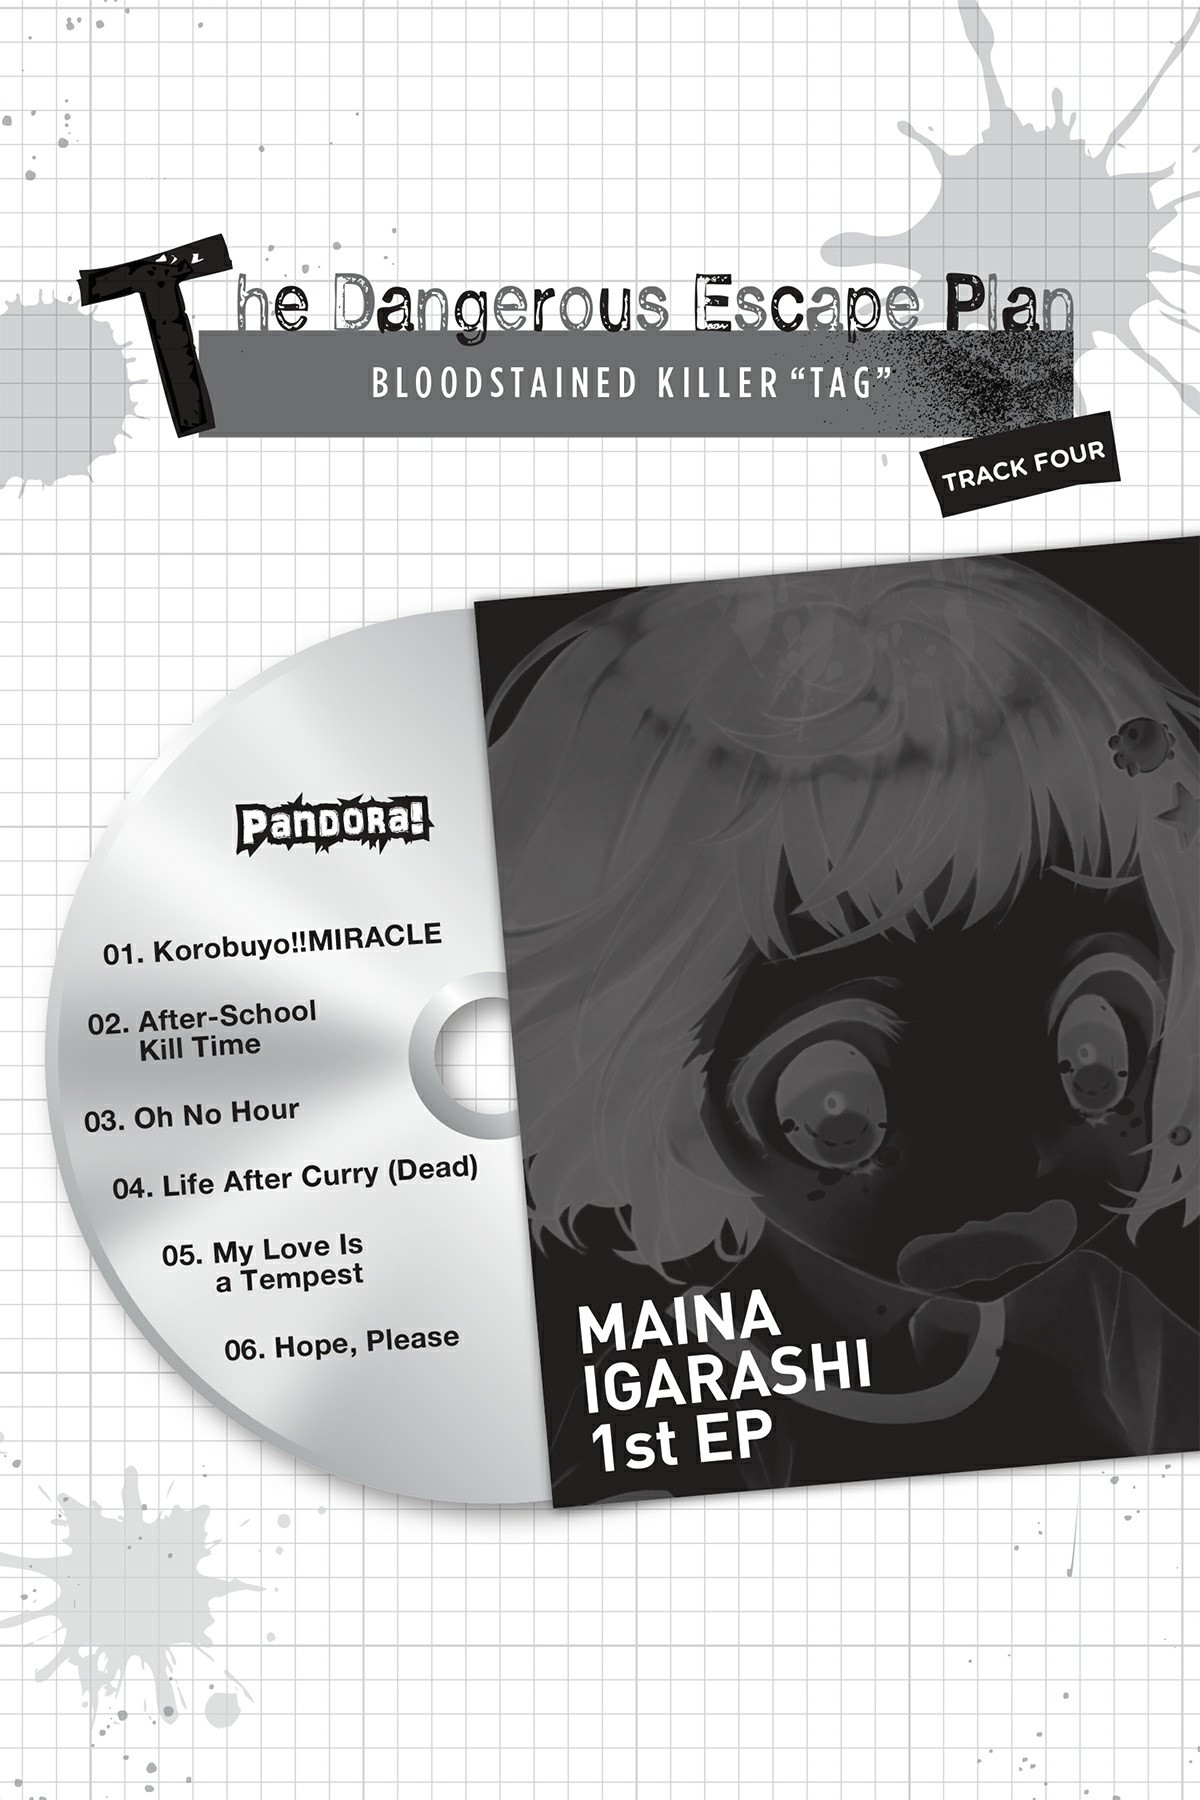 The Dangerous Escape Plan
BLOODSTAINED KILLER “TAG”
TRACK FOUR
PANDORa!
01. Korobuyo!!MIRACLE
02. After-School
Kill Time
03. Oh No Hour
04. Life After Curry (Dead)
05. My Love Is
a Tempest
06. Hope, Please
MAINA
IGARASHI
1st EP